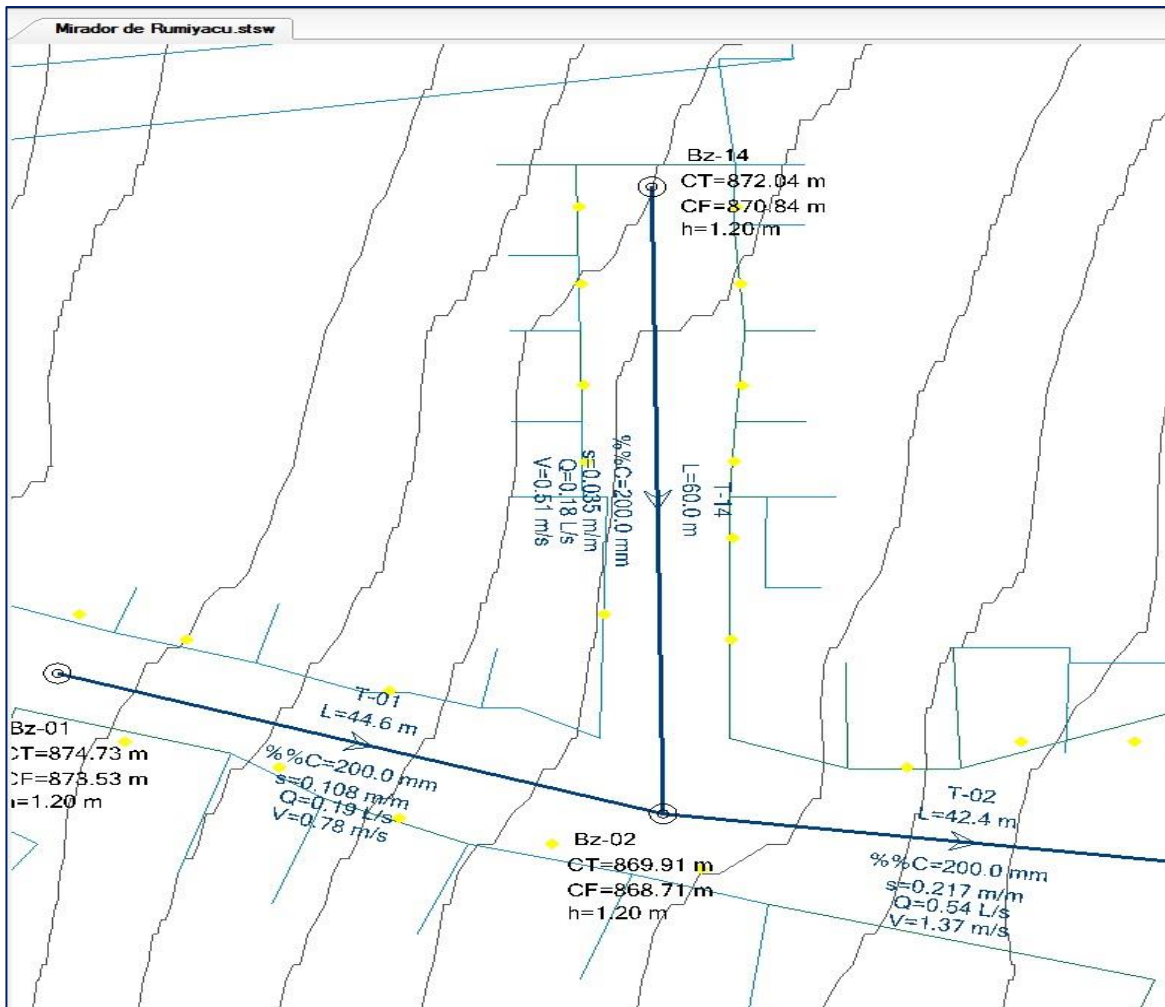 Mirador de Rumiyacu.stsw
Bz-14
CT=872.04 m
CF=870.84 m
h=1.20 m
T-14
L=60.0 m
%%C=200.0 mm
s=0.035 m/m
Q=0.18 L/s
V=0.51 m/s
T-01
L=44.6 m
%%C=200.0 mm
s=0.108 m/m
Q=0.19 L/s
V=0.78 m/s
Bz-01
CT=874.73 m
CF=873.53 m
h=1.20 m
Bz-02
CT=869.91 m
CF=868.71 m
h=1.20 m
T-02
L=42.4 m
%%C=200.0 mm
s=0.217 m/m
Q=0.54 L/s
V=1.37 m/s